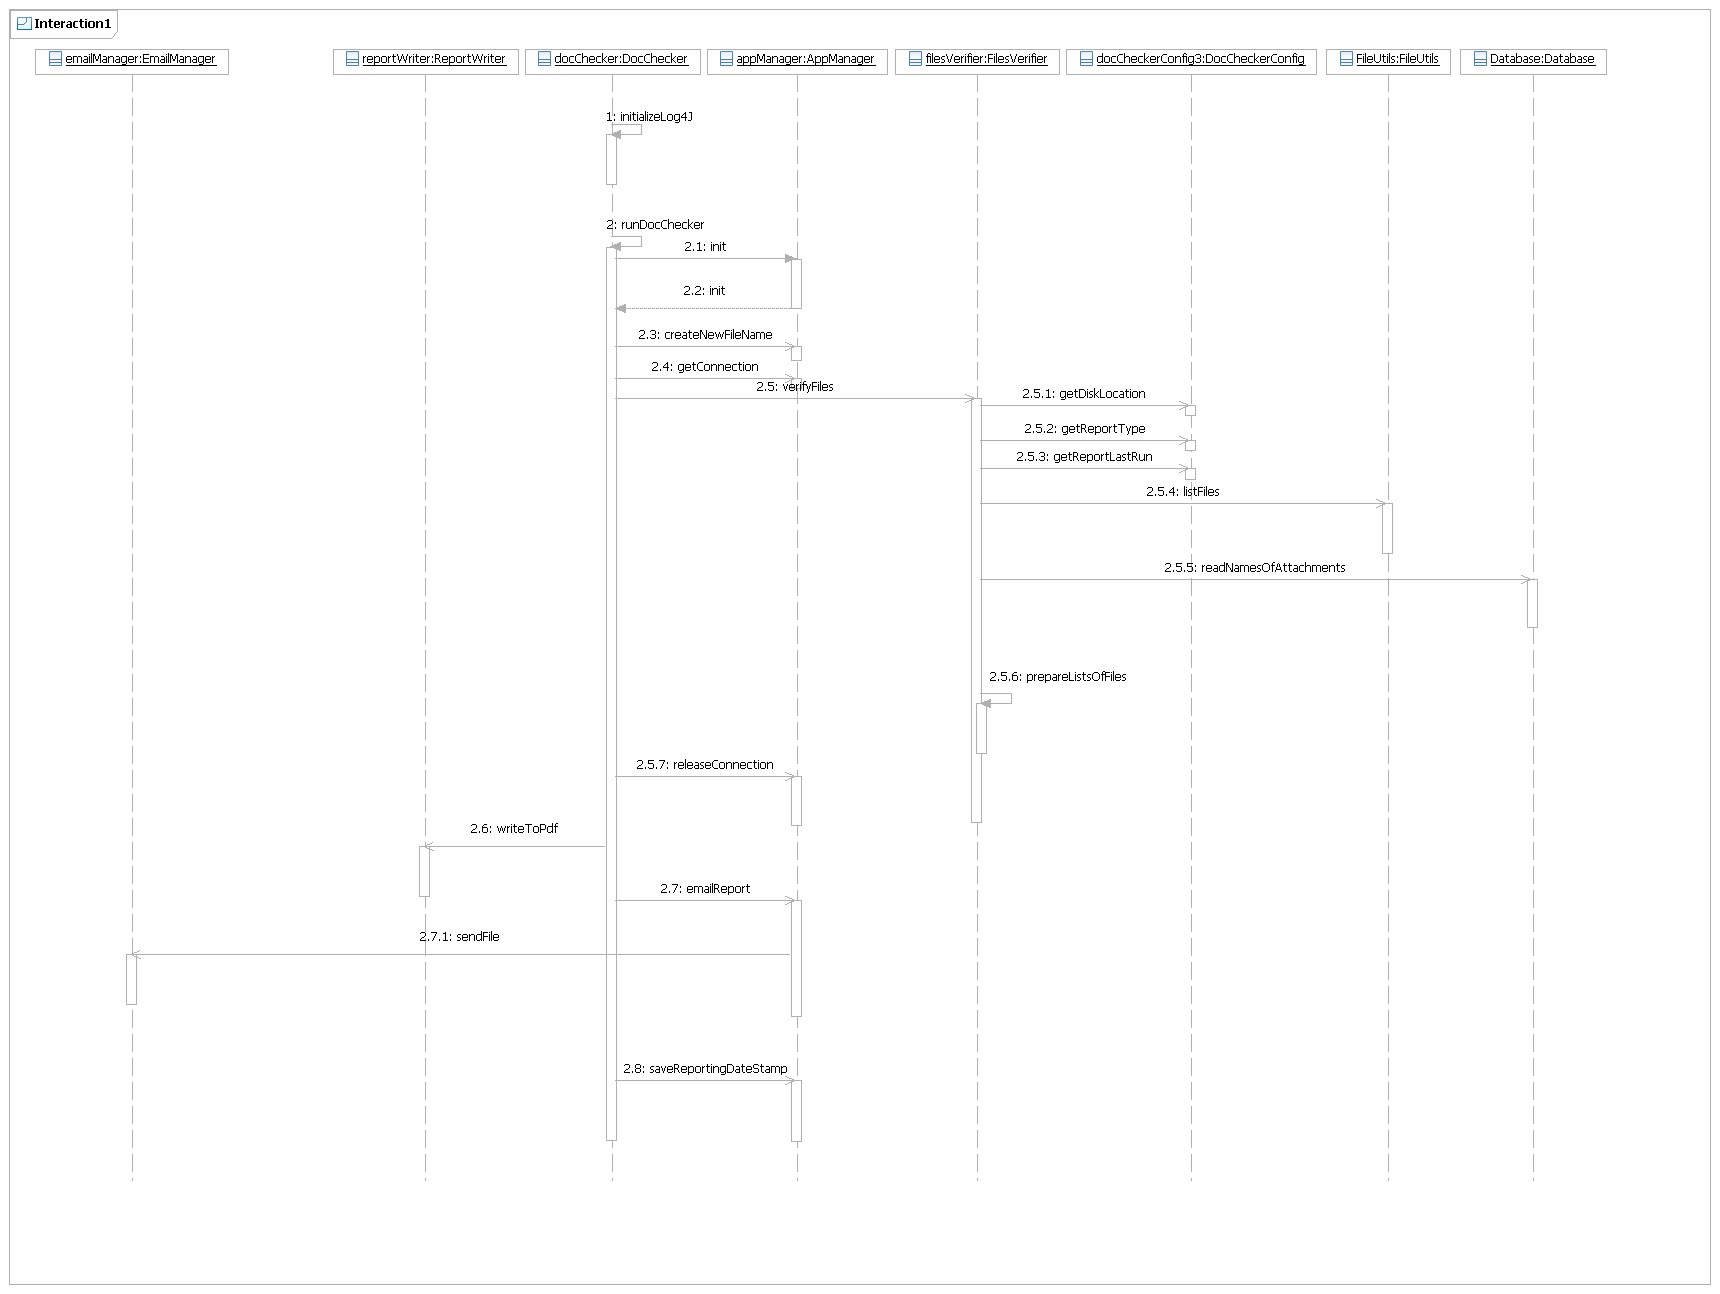 Interaction1
emailManager:EmailManager
reportWriter:ReportWriter
docChecker:DocChecker
appManager:AppManager
filesVerifier:FilesVerifier
docCheckerConfig3:DocCheckerConfig
FileUtils:FileUtils
Database:Database
1: initializeLog4J
2: runDocChecker
2.1: init
2.2: init
2.3: createNewFileName
2.4: getConnection
2.5: verifyFiles
2.5.1: getDiskLocation
2.5.2: getReportType
2.5.3: getReportLastRun
2.5.4: listFiles
2.5.5: readNamesOfAttachments
2.5.6: prepareListsOfFiles
2.5.7: releaseConnection
2.6: writeToPdf
2.7: emailReport
2.7.1: sendFile
2.8: saveReportingDateStamp